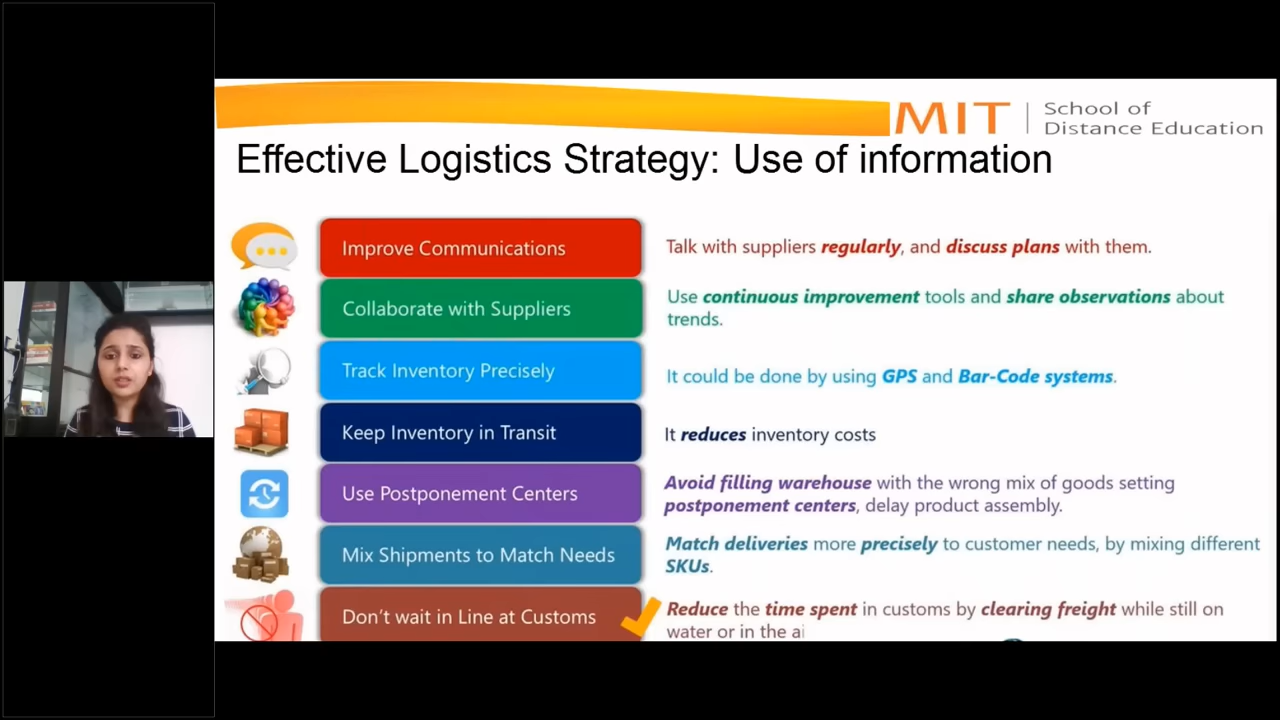 MIT
School of
Distance Education
Effective Logistics Strategy: Use of information
Improve Communications
Talk with suppliers regularly, and discuss plans with them.
Collaborate with Suppliers
Use continuous improvement tools and share observations about
trends.
Track Inventory Precisely
It could be done by using GPS and Bar-Code systems.
Keep Inventory in Transit
It reduces inventory costs
Use Postponement Centers
Avoid filling warehouse with the wrong mix of goods setting
postponement centers, delay product assembly.
Mix Shipments to Match Needs
Match deliveries more precisely to customer needs, by mixing different
SKUs.
Don't wait in Line at Customs
Reduce the time spent in customs by clearing freight while still on
water or in the